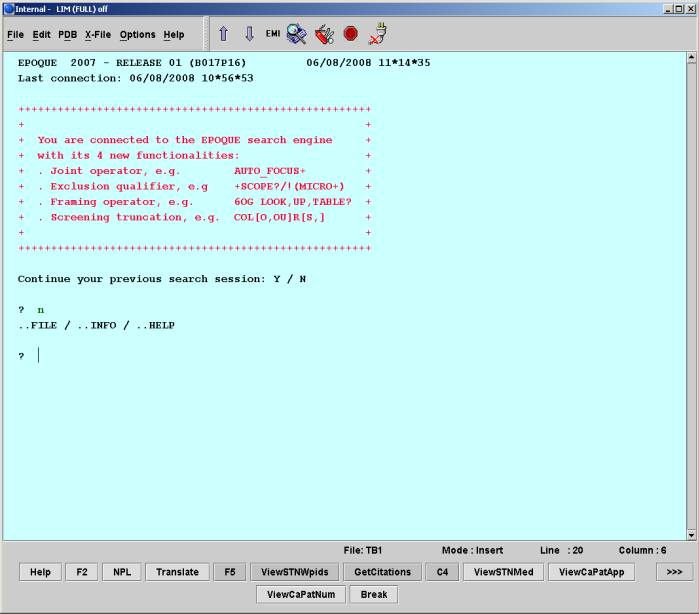 Internal - LIM (FULL) off
File Edit PDB X-File Options Help EMI
EPOQUE 2007 - RELEASE 01 (B017P16) 06/08/2008 11*14*35
Last connection: 06/08/2008 10*56*53
++++++++++++++++++++++++++++++++++++++++++++++++++++++
+ +
+ You are connected to the EPOQUE search engine +
+ with its 4 new functionalities: +
+ . Joint operator, e.g. AUTO_FOCUS+ +
+ . Exclusion qualifier, e.g +SCOPE?/!(MICRO+) +
+ . Framing operator, e.g. 6OG LOOK,UP,TABLE? +
+ . Screening truncation, e.g. COL[O,OU]R[S,] +
+ +
++++++++++++++++++++++++++++++++++++++++++++++++++++++
Continue your previous search session: Y / N
? n
..FILE / ..INFO / ..HELP
?
File: TB1 Mode : Insert Line : 20 Column : 6
Help F2 NPL Translate F5 ViewSTNWpids GetCitations C4 ViewSTNMed ViewCaPatApp >>>
ViewCaPatNum Break